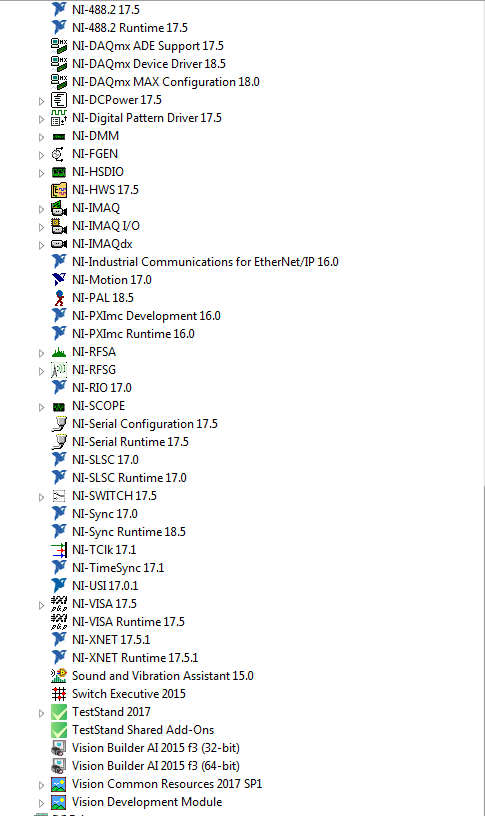 NI-488.2 17.5
NI-488.2 Runtime 17.5
NI-DAQmx ADE Support 17.5
NI-DAQmx Device Driver 18.5
NI-DAQmx MAX Configuration 18.0
NI-DCPower 17.5
NI-Digital Pattern Driver 17.5
NI-DMM
NI-FGEN
NI-HSDIO
NI-HWS 17.5
NI-IMAQ
NI-IMAQ I/O
NI-IMAQdx
NI-Industrial Communications for EtherNet/IP 16.0
NI-Motion 17.0
NI-PAL 18.5
NI-PXImc Development 16.0
NI-PXImc Runtime 16.0
NI-RFSA
NI-RFSG
NI-RIO 17.0
NI-SCOPE
NI-Serial Configuration 17.5
NI-Serial Runtime 17.5
NI-SLSC 17.0
NI-SLSC Runtime 17.0
NI-SWITCH 17.5
NI-Sync 17.0
NI-Sync Runtime 18.5
NI-TClk 17.1
NI-TimeSync 17.1
NI-USI 17.0.1
NI-VISA 17.5
NI-VISA Runtime 17.5
NI-XNET 17.5.1
NI-XNET Runtime 17.5.1
Sound and Vibration Assistant 15.0
Switch Executive 2015
TestStand 2017
TestStand Shared Add-Ons
Vision Builder AI 2015 f3 (32-bit)
Vision Builder AI 2015 f3 (64-bit)
Vision Common Resources 2017 SP1
Vision Development Module